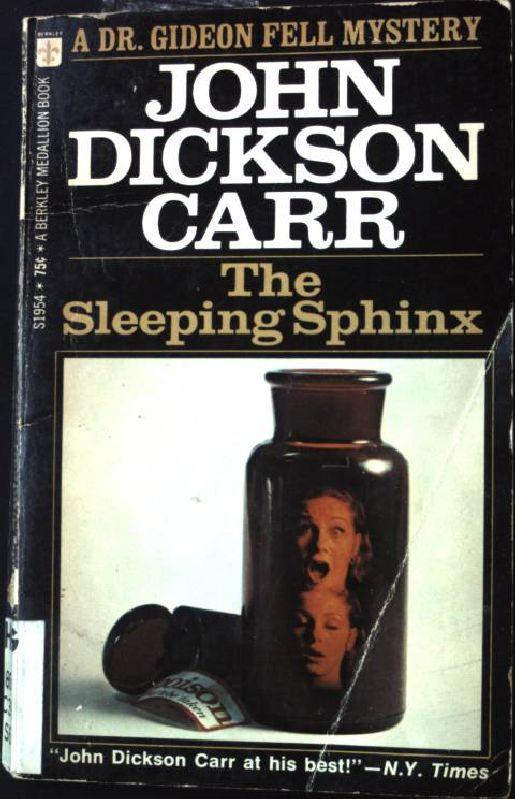 BERKLEY
A DR. GIDEON FELL MYSTERY
JOHN
DICKSON
CARR
S1954 * 75¢ * A BERKLEY MEDALLION BOOK
The
Sleeping Sphinx
"John Dickson Carr at his best!"—N.Y. Times